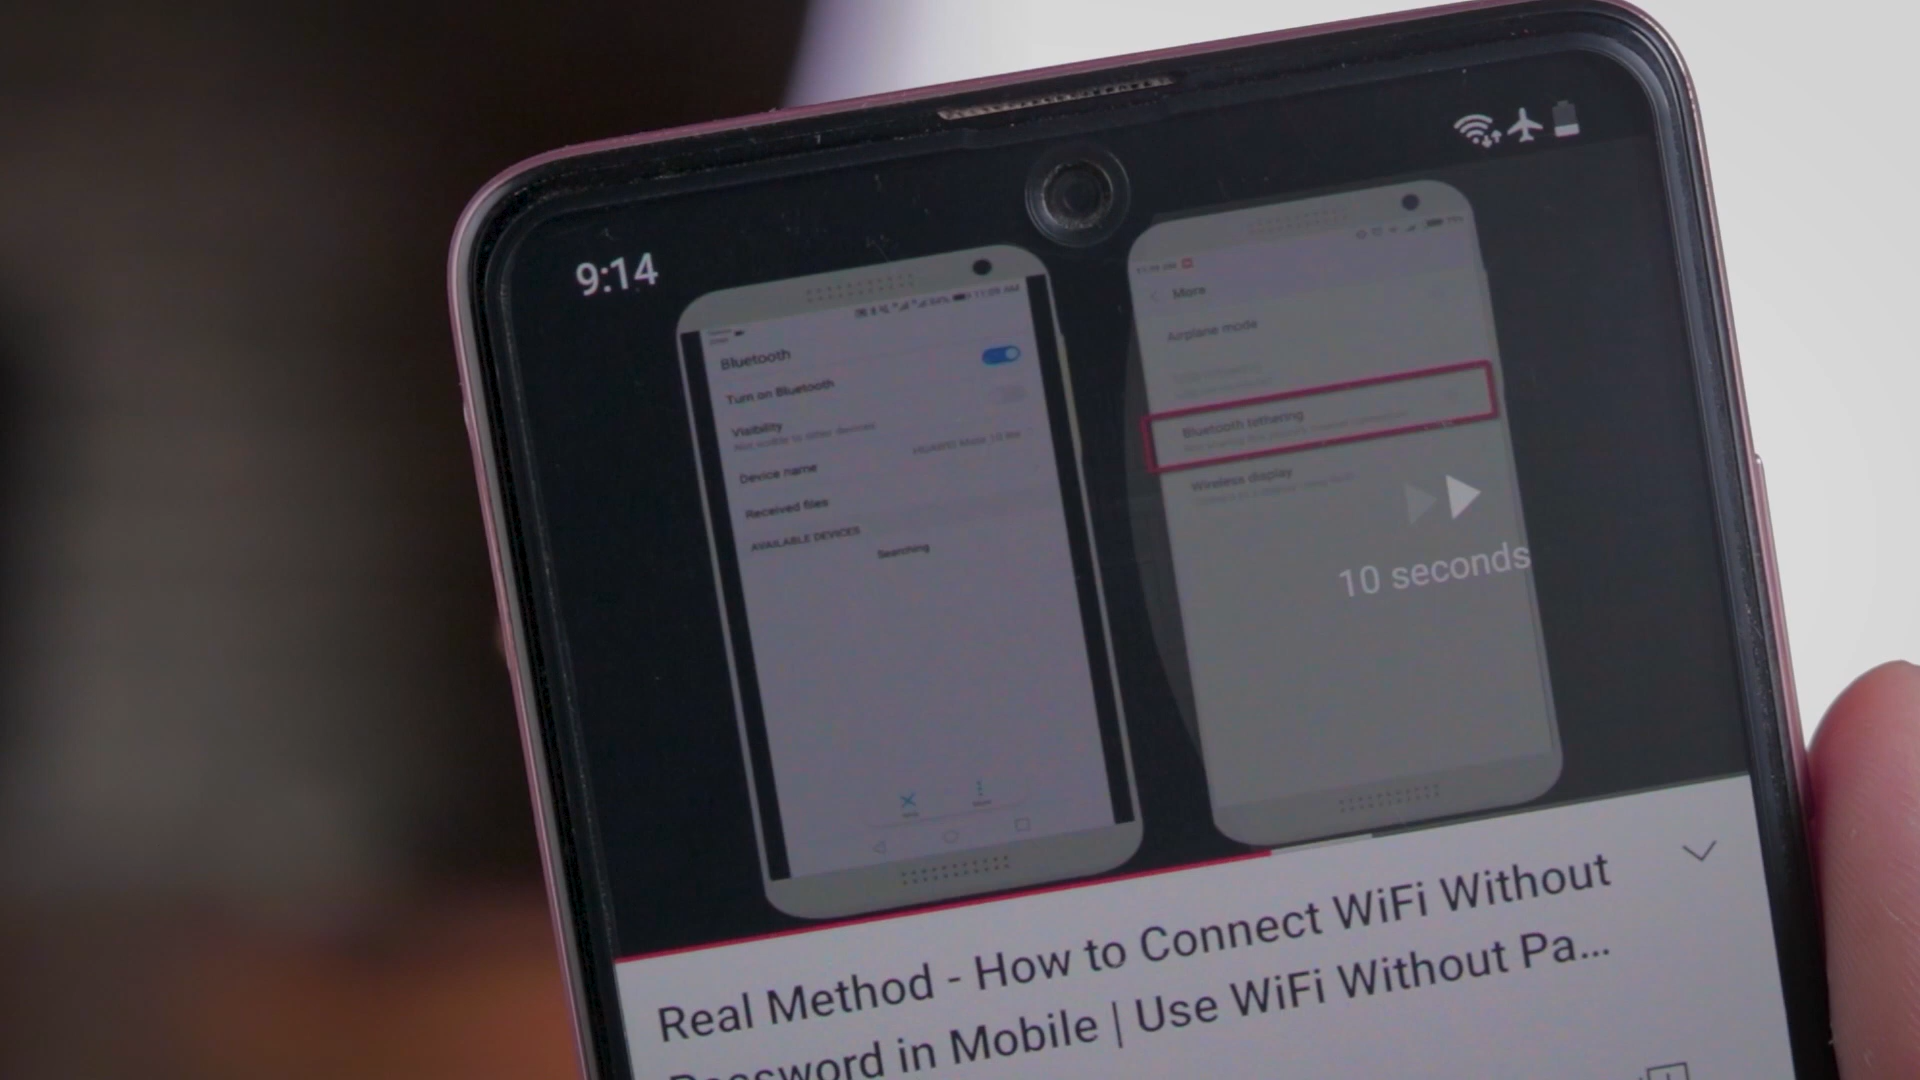 9:14
Bluetooth
Turn on Bluetooth
Visibility
Device name
Received files
AVAILABLE DEVICES
Searching
More
Airplane mode
Bluetooth tethering
Wireless display
10 seconds
Real Method - How to Connect WiFi Without
Password in Mobile | Use WiFi Without Pa...